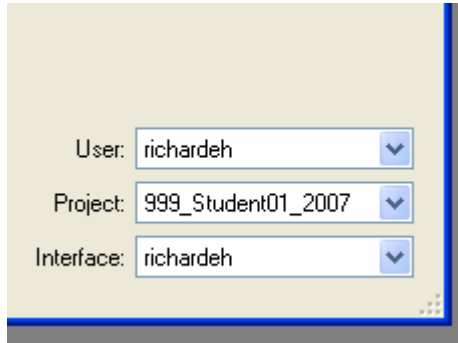 User: richardeh
Project: 999_Student01_2007
Interface: richardeh